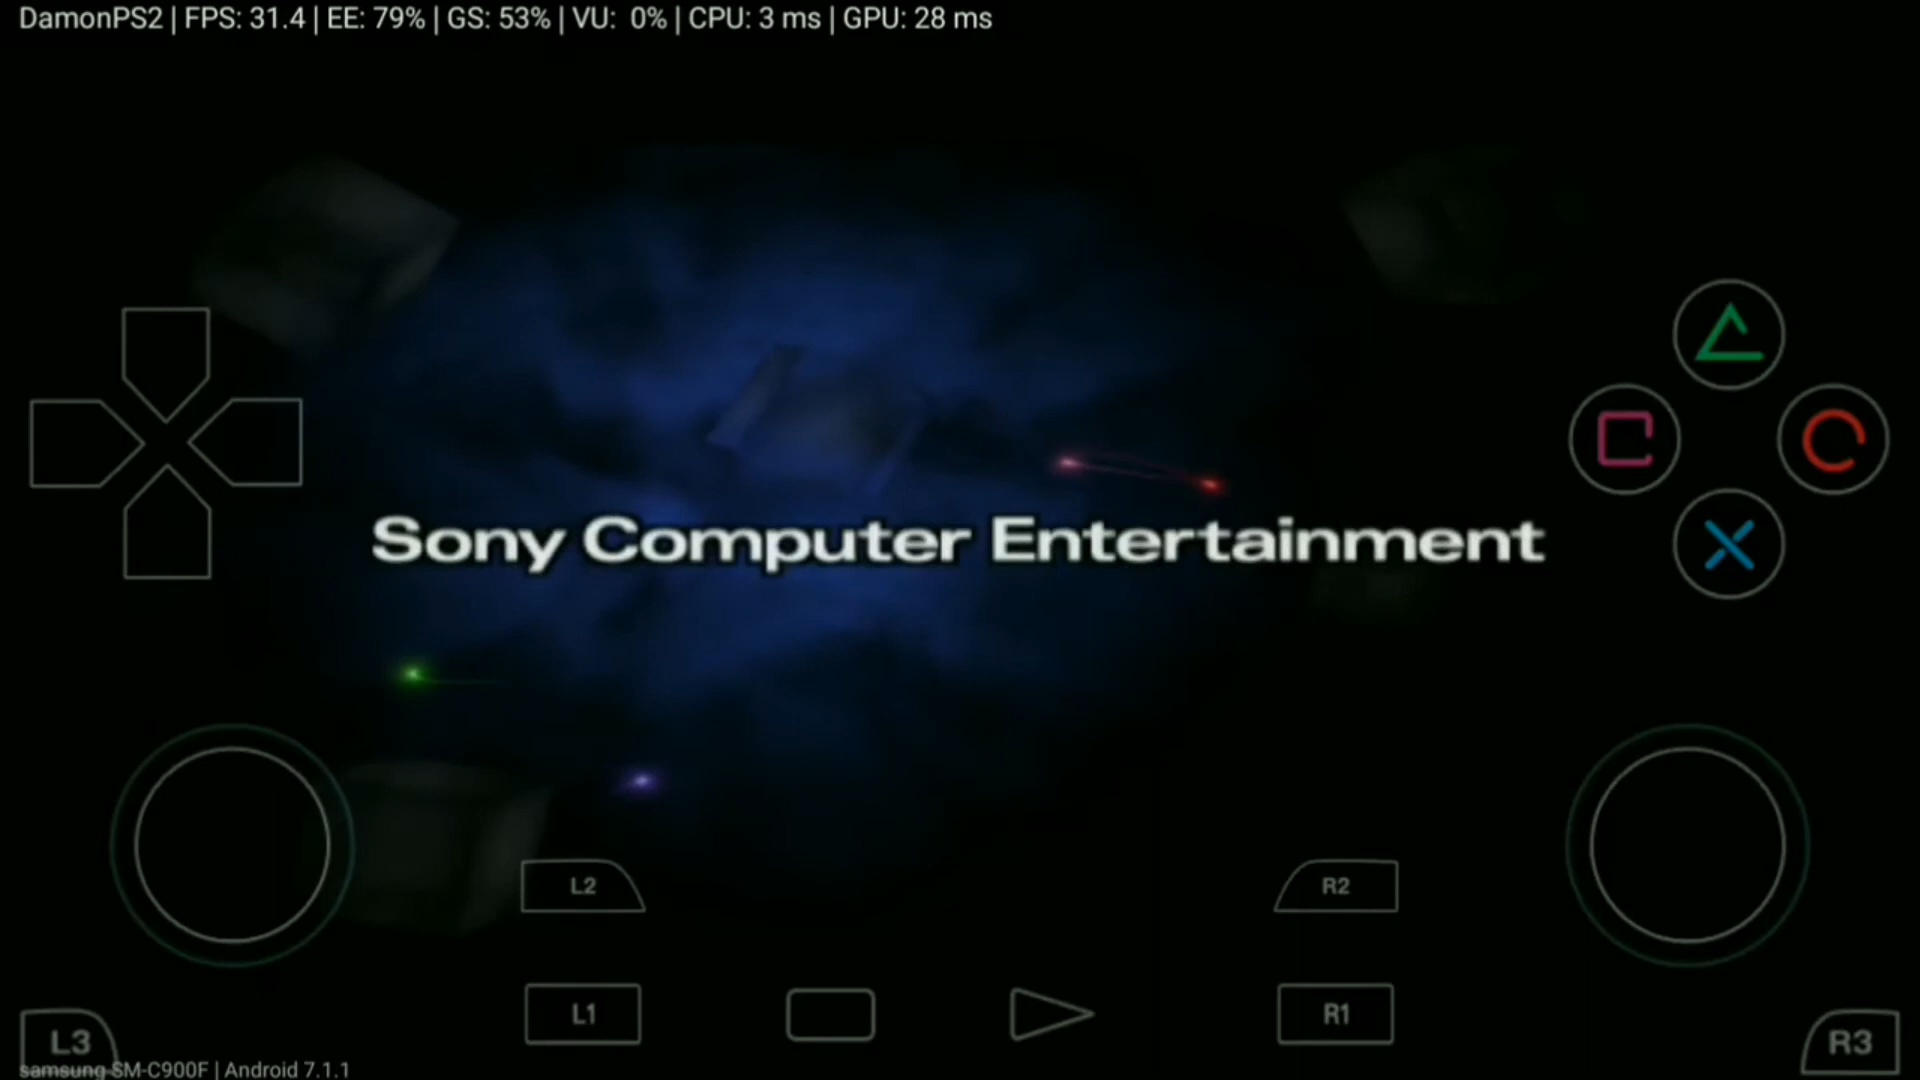 DamonPS2 | FPS: 31.4 | EE: 79% | GS: 53% | VU: 0% | CPU: 3 ms | GPU: 28 ms
Sony Computer Entertainment
L2
R2
L1
R1
L3
R3
samsung SM-C900F | Android 7.1.1